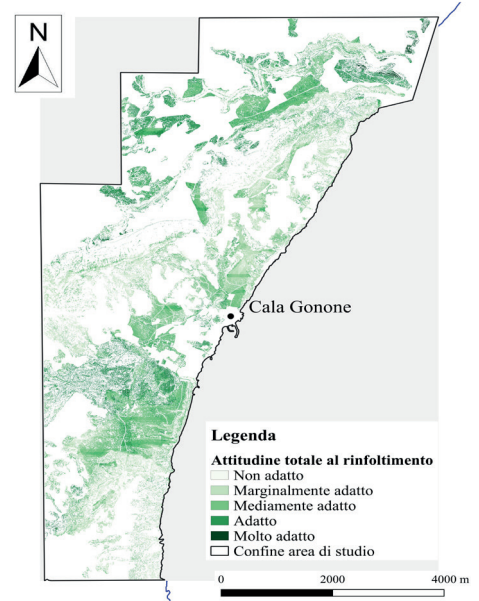 N
Cala Gonone
Legenda
Attitudine totale al rinfoltimento
Non adatto
Marginalmente adatto
Mediamente adatto
Adatto
Molto adatto
Confine area di studio
0 2000 4000 m